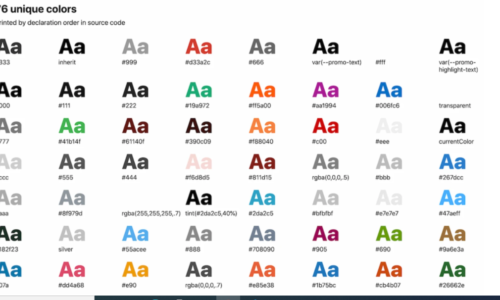 76 unique colors
printed by declaration order in source code
Aa Aa Aa Aa Aa Aa Aa
333 inherit #999 #d33a2c #666 var(--promo-text) #fff var(--promo-
highlight-text)
Aa Aa Aa Aa Aa Aa Aa
000 #111 #222 #19a972 #ff5a00 #aa1994 #006fc6 transparent
Aa Aa Aa Aa Aa Aa Aa Aa
777 #41b14f #61140f #390c09 #f88040 #c00 #eee currentColor
Aa Aa Aa Aa Aa Aa Aa Aa
ccc #555 #444 #f6d8d5 #811d15 rgba(0,0,0,.5) #bbb #267dcc
Aa Aa Aa Aa Aa Aa Aa
aaa #8f979d rgba(255,255,255,.7) tint(#2da2c5,40%) #2da2c5 #bfbfbf #e7e7e7 #47aeff
Aa Aa Aa Aa Aa Aa Aa Aa
182f23 silver #55acee #888 #708090 #905 #690 #9a6e3a
Aa Aa Aa Aa Aa Aa Aa Aa
07a #dd4a68 #e90 rgba(0,0,0,.7) #e85e38 #1b75bc #cb4b07 #26662e